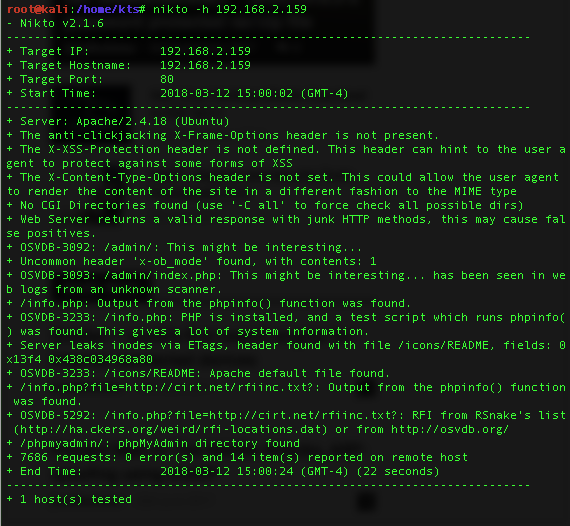 root@kali:/home/kts# nikto -h 192.168.2.159
- Nikto v2.1.6
---------------------------------------------------------------------------
+ Target IP:          192.168.2.159
+ Target Hostname:    192.168.2.159
+ Target Port:        80
+ Start Time:         2018-03-12 15:00:02 (GMT-4)
---------------------------------------------------------------------------
+ Server: Apache/2.4.18 (Ubuntu)
+ The anti-clickjacking X-Frame-Options header is not present.
+ The X-XSS-Protection header is not defined. This header can hint to the user a
gent to protect against some forms of XSS
+ The X-Content-Type-Options header is not set. This could allow the user agent
to render the content of the site in a different fashion to the MIME type
+ No CGI Directories found (use '-C all' to force check all possible dirs)
+ Web Server returns a valid response with junk HTTP methods, this may cause fal
se positives.
+ OSVDB-3092: /admin/: This might be interesting...
+ Uncommon header 'x-ob_mode' found, with contents: 1
+ OSVDB-3093: /admin/index.php: This might be interesting... has been seen in we
b logs from an unknown scanner.
+ /info.php: Output from the phpinfo() function was found.
+ OSVDB-3233: /info.php: PHP is installed, and a test script which runs phpinfo(
) was found. This gives a lot of system information.
+ Server leaks inodes via ETags, header found with file /icons/README, fields: 0
x13f4 0x438c034968a80
+ OSVDB-3233: /icons/README: Apache default file found.
+ /info.php?file=http://cirt.net/rfiinc.txt?: Output from the phpinfo() function
was found.
+ OSVDB-5292: /info.php?file=http://cirt.net/rfiinc.txt?: RFI from RSnake's list
(http://ha.ckers.org/weird/rfi-locations.dat) or from http://osvdb.org/
+ /phpmyadmin/: phpMyAdmin directory found
+ 7686 requests: 0 error(s) and 14 item(s) reported on remote host
+ End Time:           2018-03-12 15:00:24 (GMT-4) (22 seconds)
---------------------------------------------------------------------------
+ 1 host(s) tested